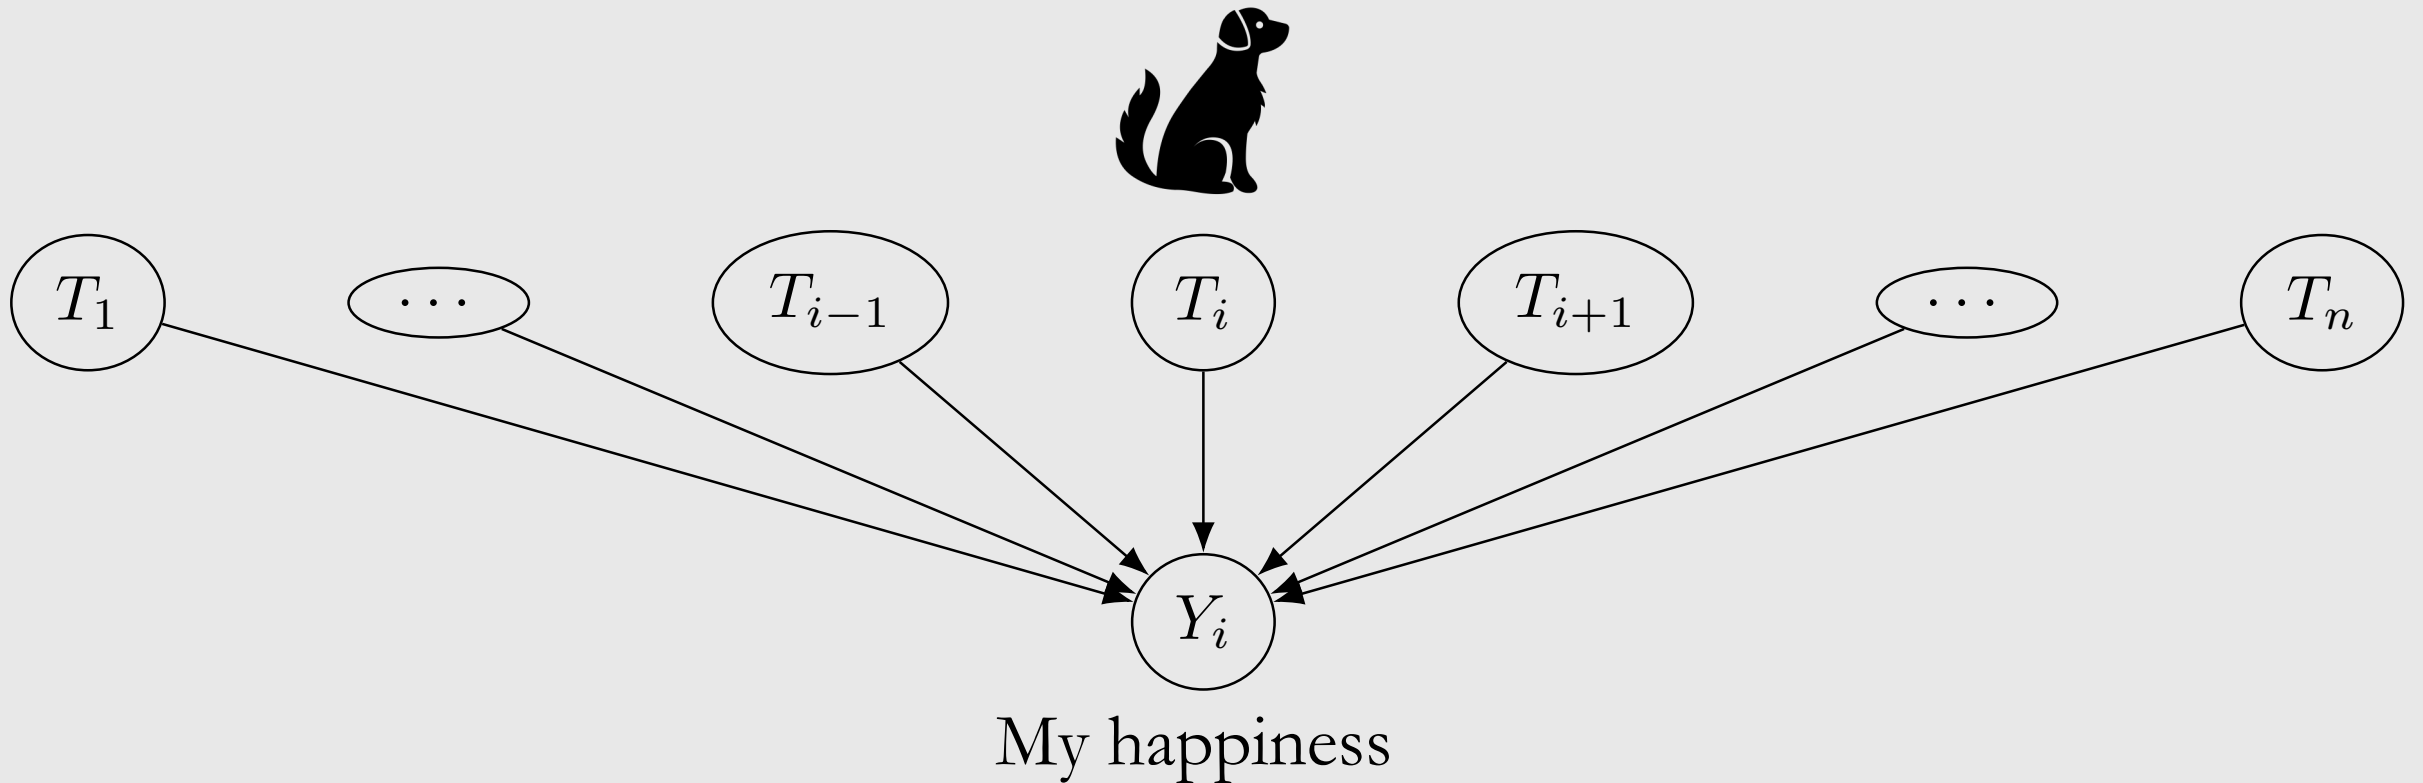 T₁ ⋯ Tᵢ₋₁ Tᵢ Tᵢ₊₁ ⋯ Tₙ
Yᵢ
My happiness